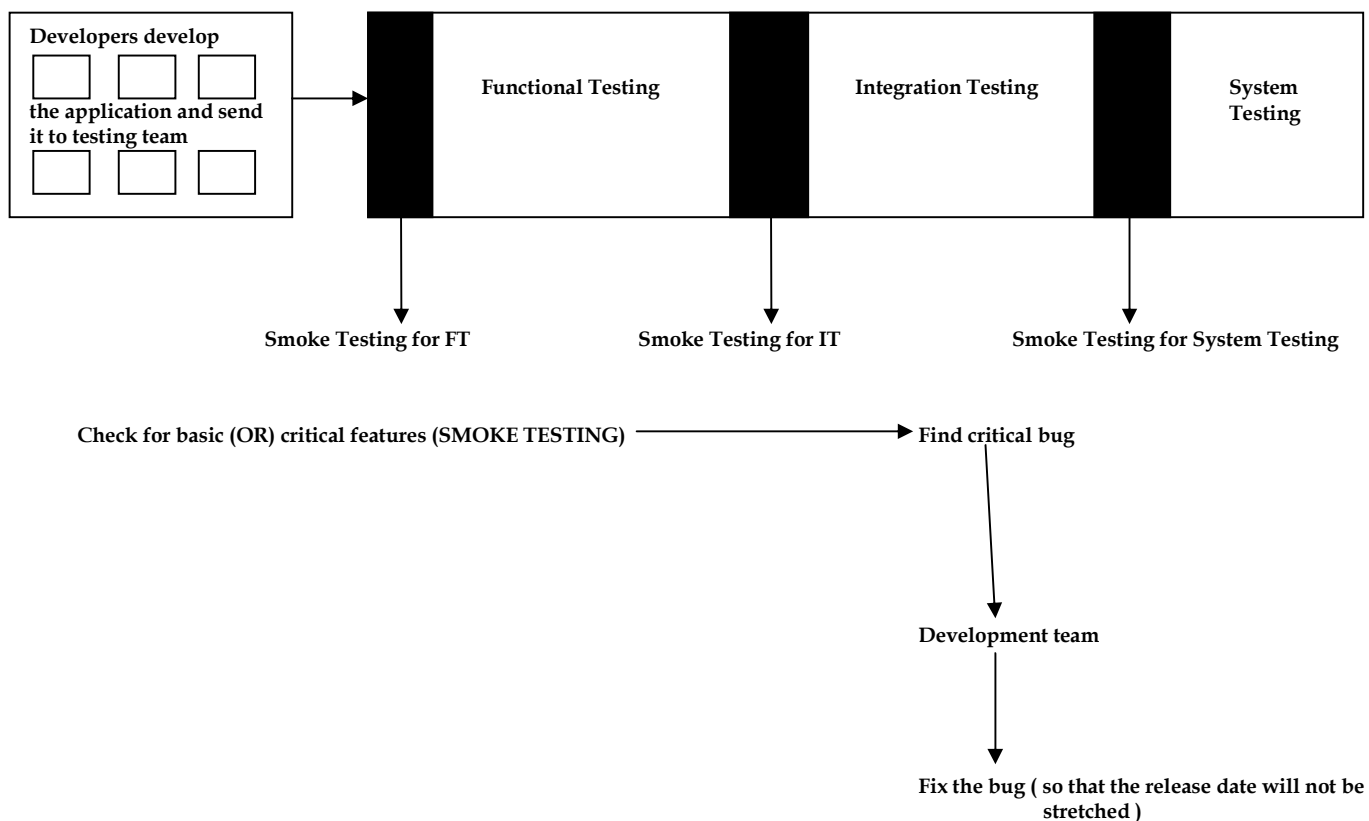 Developers develop
the application and send
it to testing team
Functional Testing
Integration Testing
System
Testing
Smoke Testing for FT
Smoke Testing for IT
Smoke Testing for System Testing
Check for basic (OR) critical features (SMOKE TESTING)
Find critical bug
Development team
Fix the bug ( so that the release date will not be
stretched )